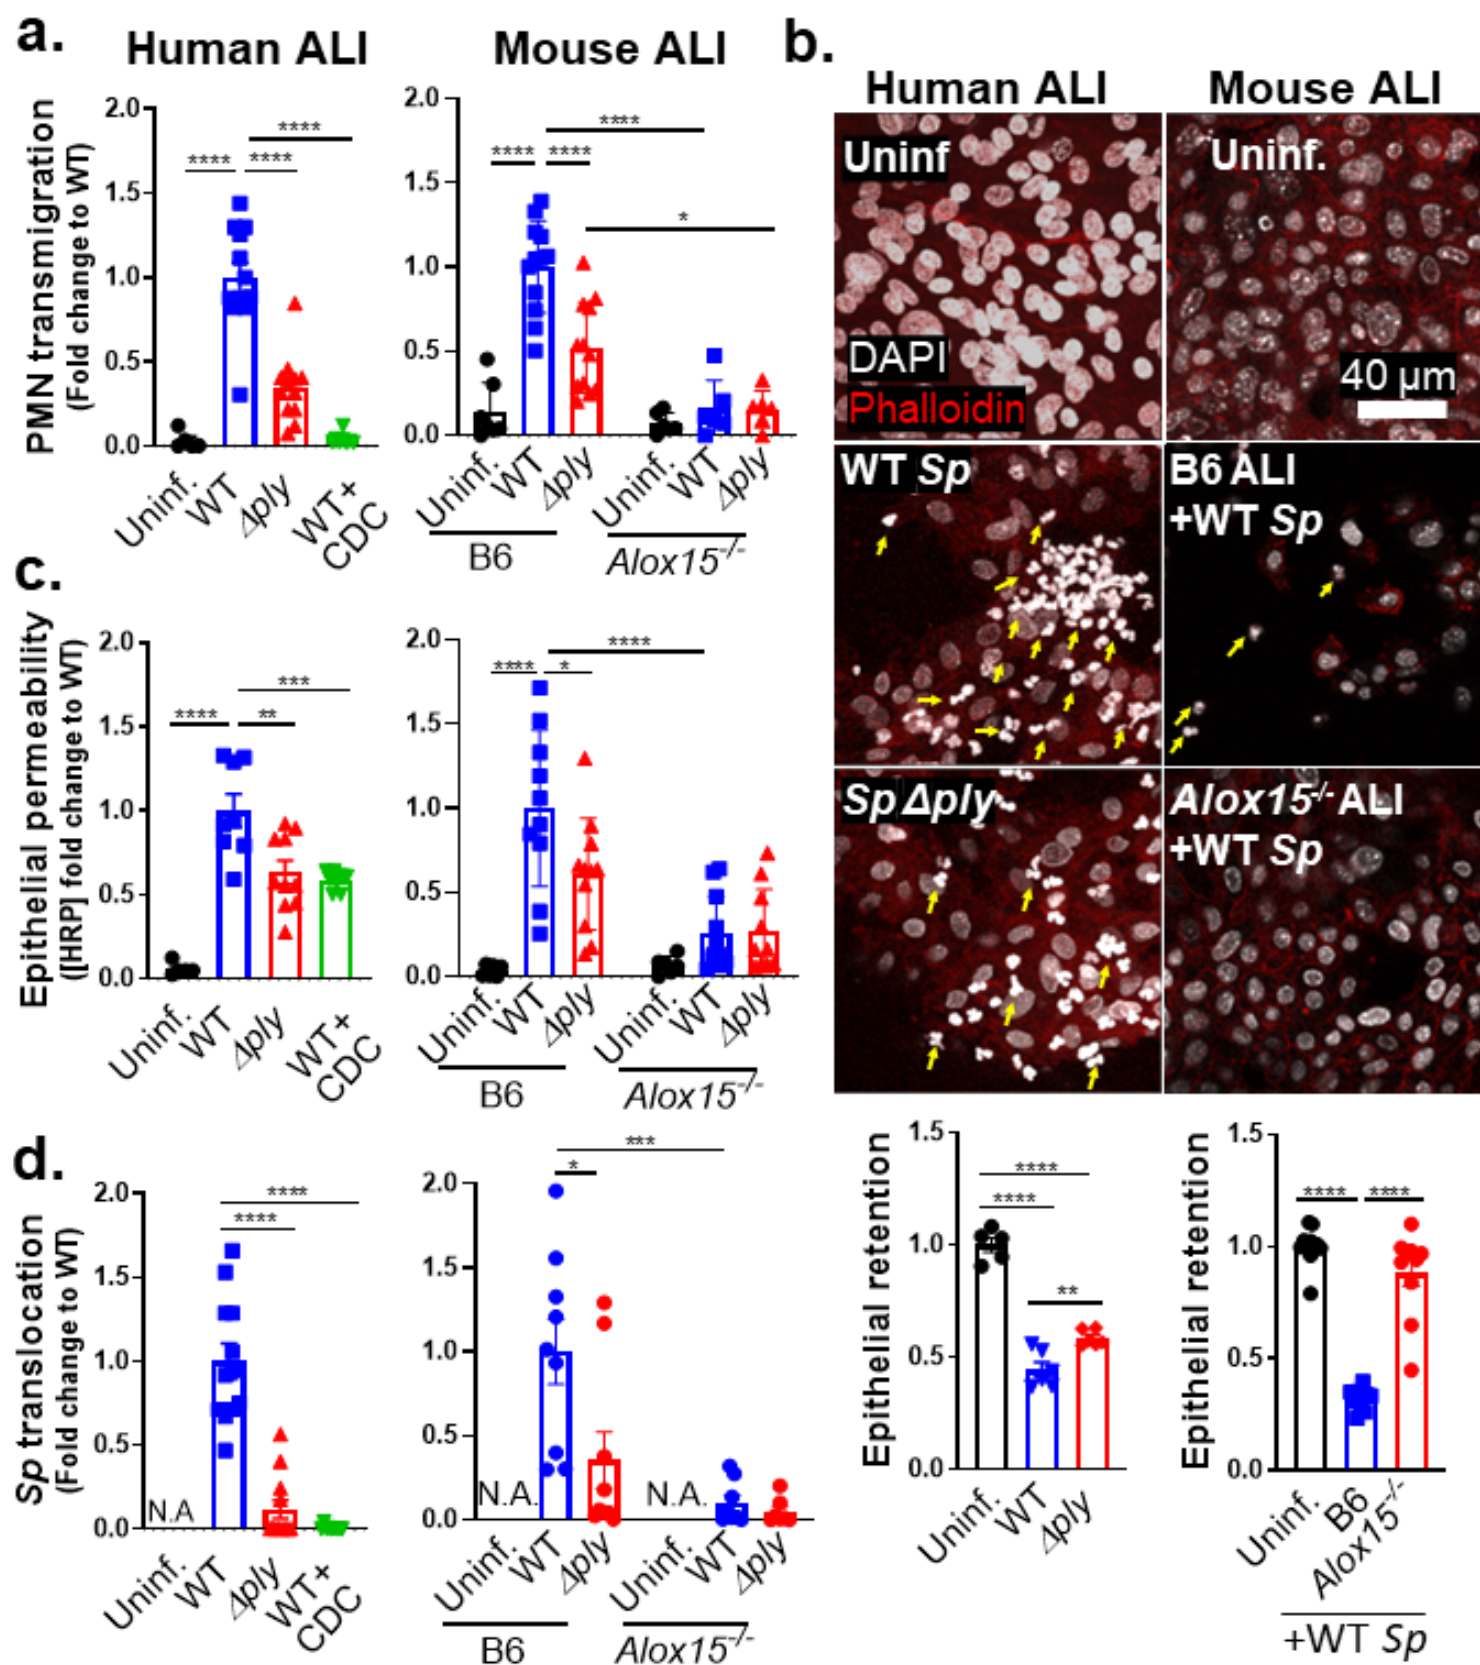 a.
Human ALI
Mouse ALI
PMN transmigration
(Fold change to WT)
2.0
1.5
1.0
0.5
0.0
****
****
****
Uninf.
WT
Δply
WT+
CDC
2.0
1.5
1.0
0.5
0.0
****
****
****
*
Uninf.
WT
Δply
Uninf.
WT
Δply
B6
Alox15-/-
b.
Human ALI
Mouse ALI
Uninf
DAPI
Phalloidin
Uninf.
40 µm
WT Sp
B6 ALI
+WT Sp
Sp Δply
Alox15-/- ALI
+WT Sp
Epithelial retention
1.5
1.0
0.5
0.0
****
****
**
Uninf.
WT
Δply
Epithelial retention
1.5
1.0
0.5
0.0
****
****
Uninf.
B6
Alox15-/-
+WT Sp
c.
Epithelial permeability
([HRP] fold change to WT)
2.0
1.5
1.0
0.5
0.0
***
****
**
Uninf.
WT
Δply
WT+
CDC
2.0
1.5
1.0
0.5
0.0
****
****
*
Uninf.
WT
Δply
Uninf.
WT
Δply
B6
Alox15-/-
d.
Sp translocation
(Fold change to WT)
2.0
1.5
1.0
0.5
0.0
****
****
N.A
Uninf.
WT
Δply
WT+
CDC
2.0
1.5
1.0
0.5
0.0
***
*
N.A.
N.A.
Uninf.
WT
Δply
Uninf.
WT
Δply
B6
Alox15-/-